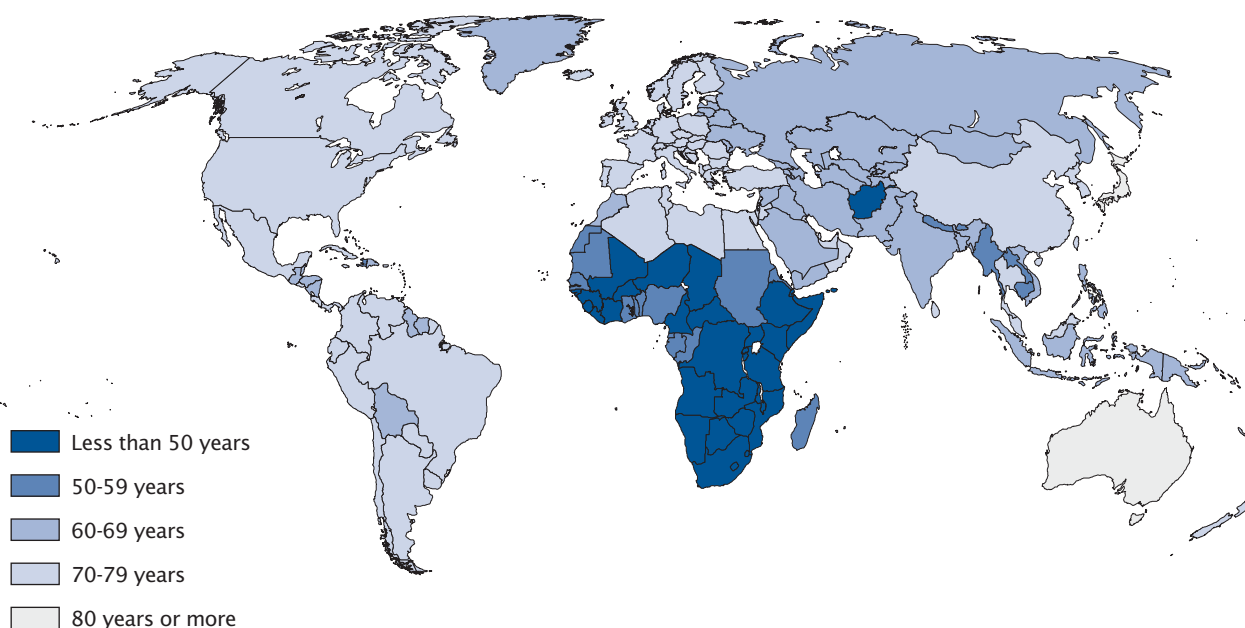 Less than 50 years
50-59 years
60-69 years
70-79 years
80 years or more